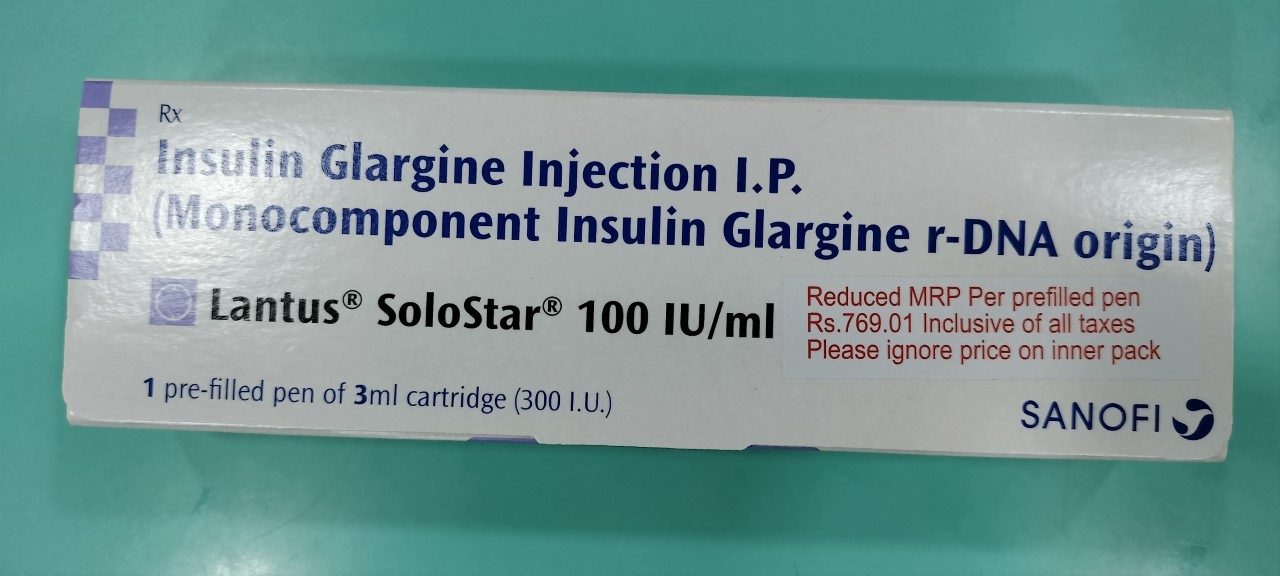 Rx
Insulin Glargine Injection I.P.
(Monocomponent Insulin Glargine r-DNA origin)
Lantus® SoloStar® 100 IU/ml
Reduced MRP Per prefilled pen
Rs.769.01 Inclusive of all taxes
Please ignore price on inner pack
1 pre-filled pen of 3ml cartridge (300 I.U.)
SANOFI